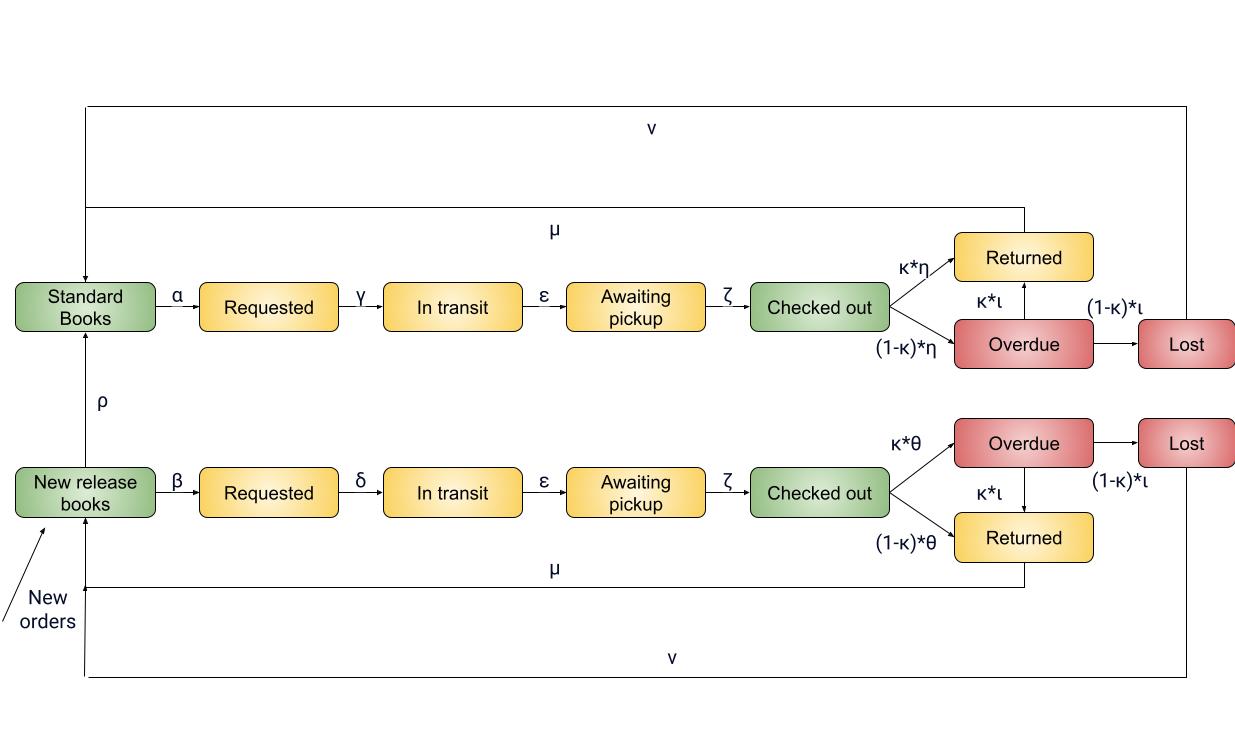 ν
μ
Standard
Books
α
Requested
γ
In transit
ε
Awaiting
pickup
ζ
Checked out
κ*η
(1-κ)*η
Returned
κ*ι
Overdue
(1-κ)*ι
Lost
ρ
New release
books
β
Requested
δ
In transit
ε
Awaiting
pickup
ζ
Checked out
κ*θ
(1-κ)*θ
Overdue
κ*ι
Returned
(1-κ)*ι
Lost
New
orders
μ
ν